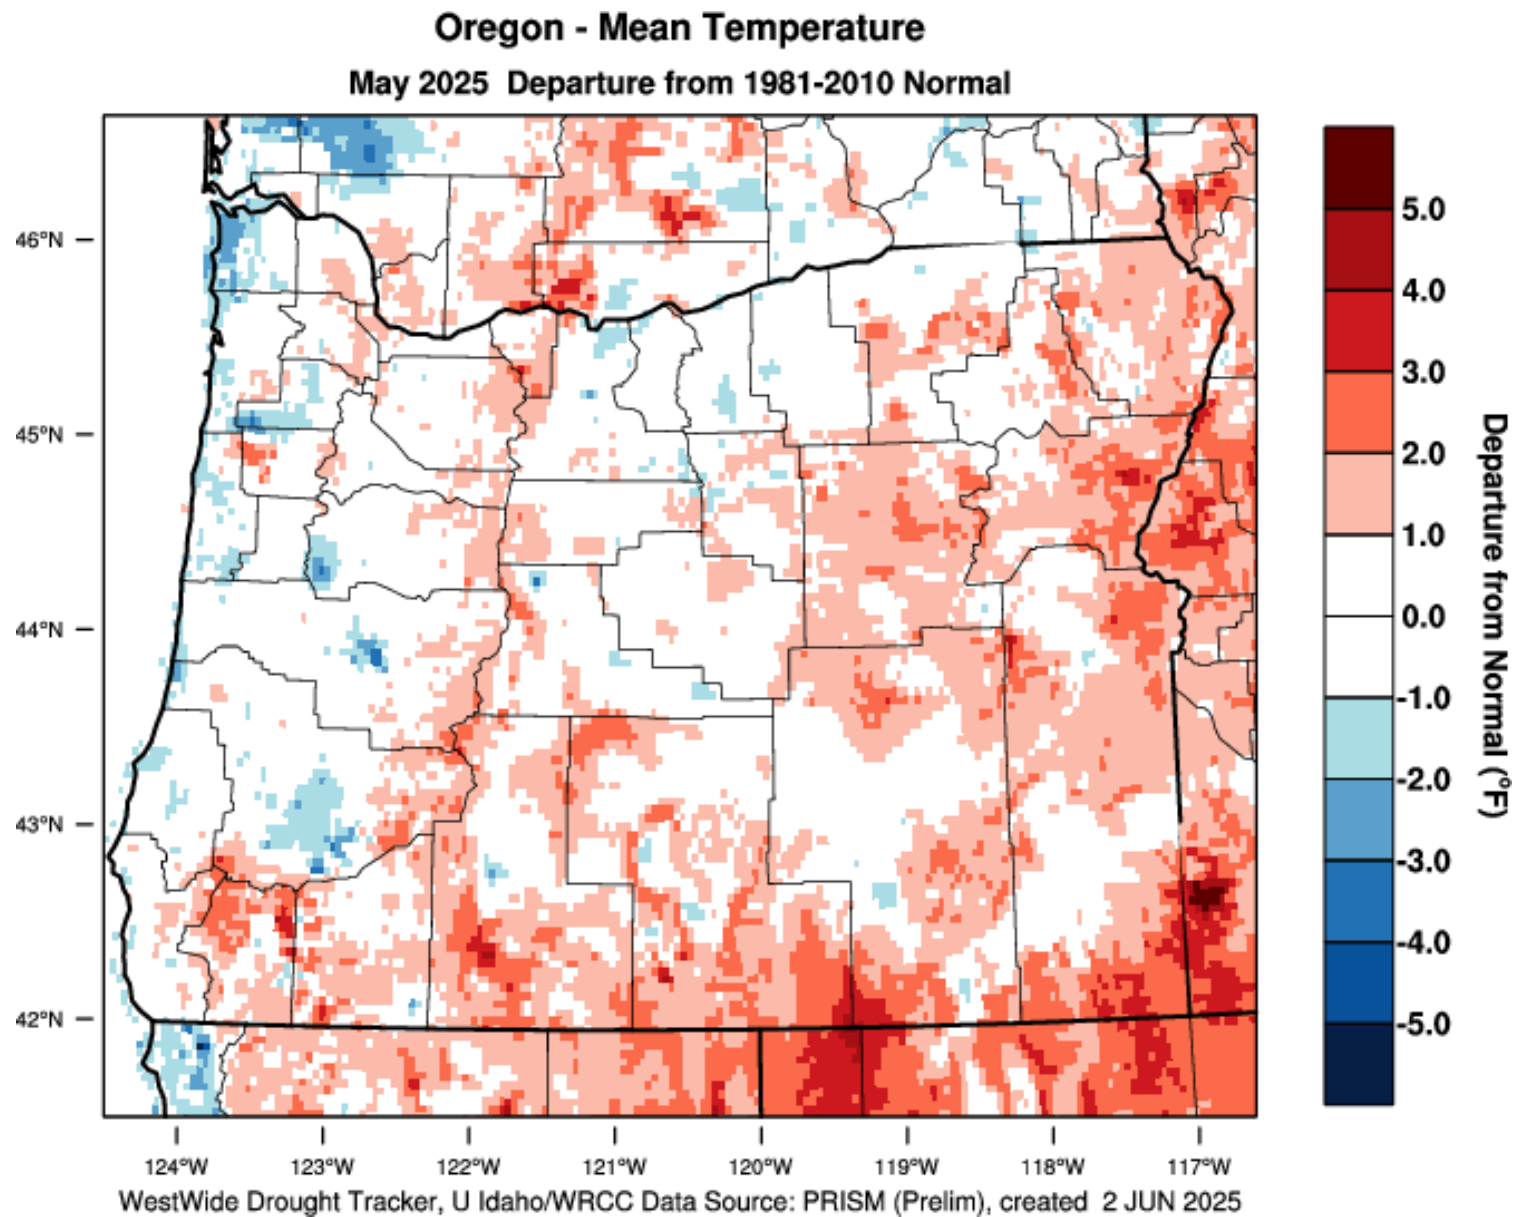 Oregon - Mean Temperature
May 2025  Departure from 1981-2010 Normal
46°N
45°N
44°N
43°N
42°N
124°W
123°W
122°W
121°W
120°W
119°W
118°W
117°W
5.0
4.0
3.0
2.0
1.0
0.0
-1.0
-2.0
-3.0
-4.0
-5.0
Departure from Normal (°F)
WestWide Drought Tracker, U Idaho/WRCC Data Source: PRISM (Prelim), created  2 JUN 2025